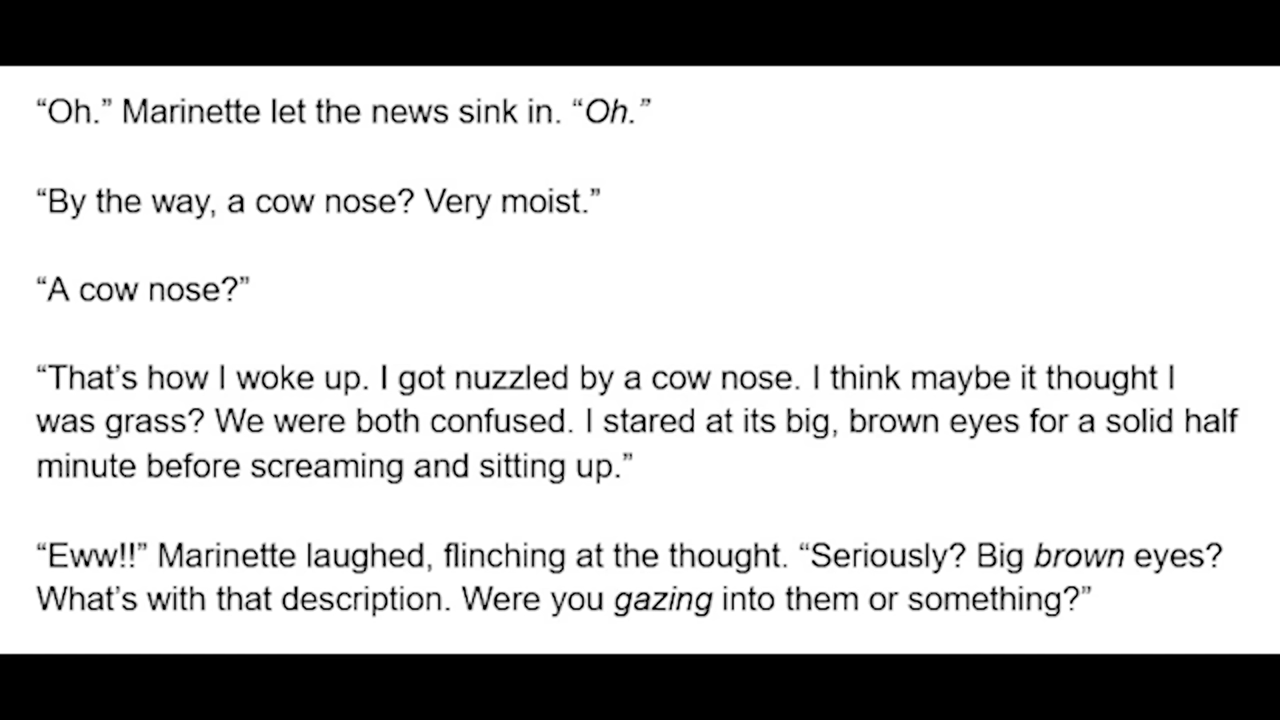 “Oh.” Marinette let the news sink in. “Oh.”
“By the way, a cow nose? Very moist.”
“A cow nose?”
“That’s how I woke up. I got nuzzled by a cow nose. I think maybe it thought I
was grass? We were both confused. I stared at its big, brown eyes for a solid half
minute before screaming and sitting up.”
“Eww!!” Marinette laughed, flinching at the thought. “Seriously? Big brown eyes?
What’s with that description. Were you gazing into them or something?”